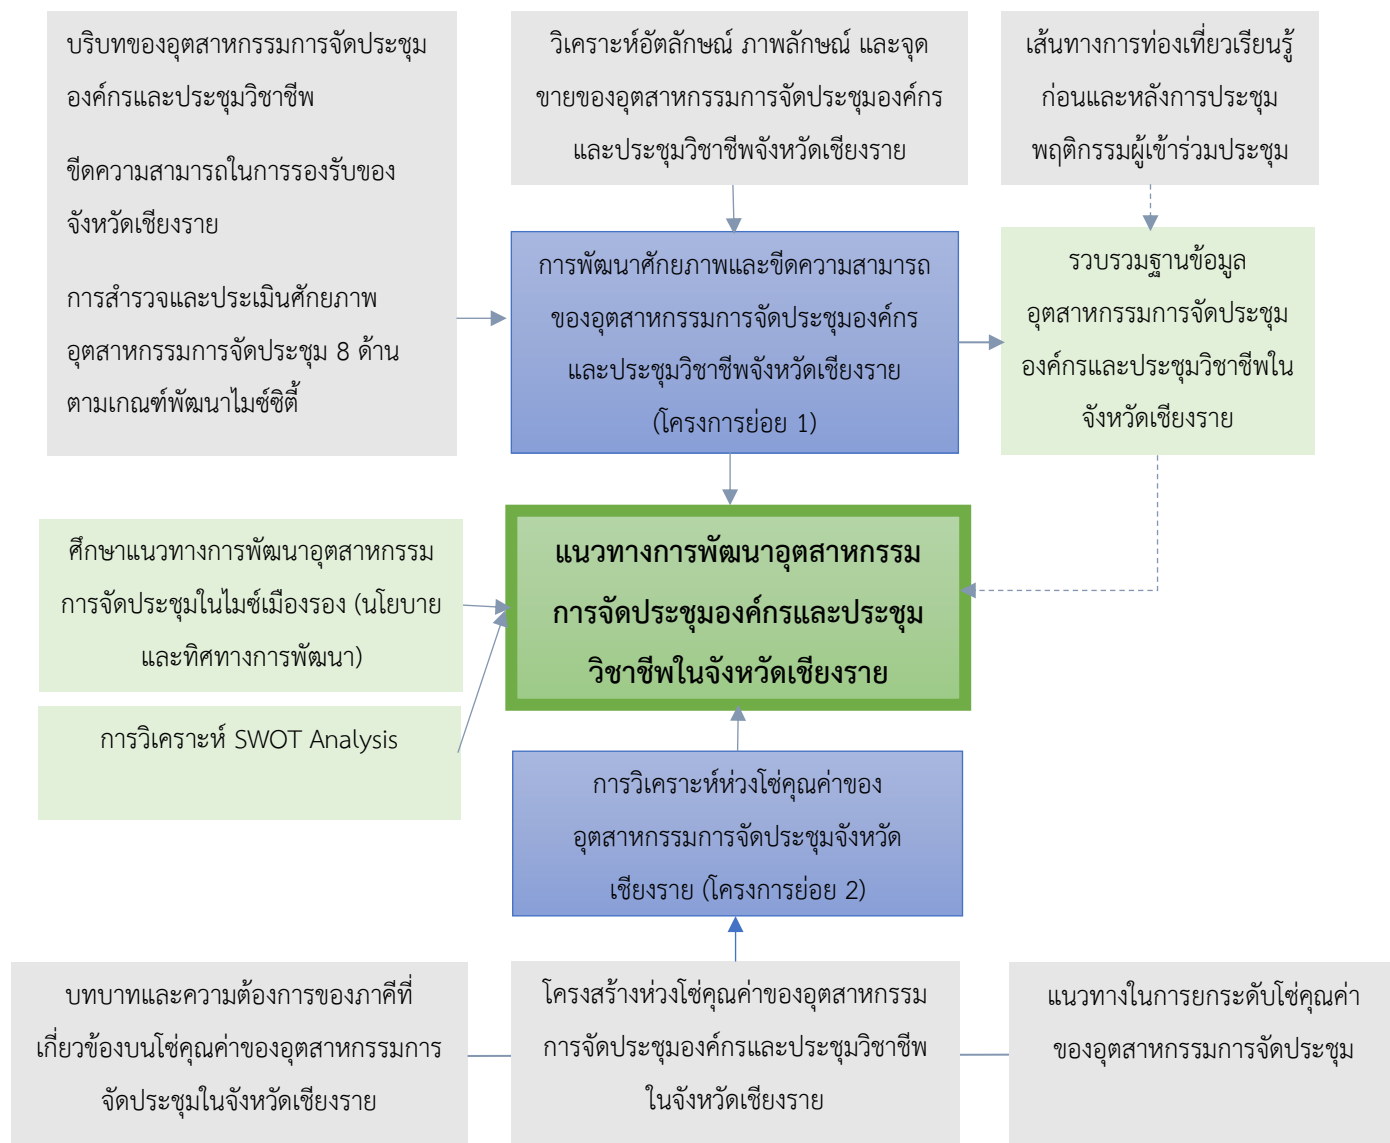 บริบทของอุตสาหกรรมการจัดประชุม
องค์กรและประชุมวิชาชีพ
ขีดความสามารถในการรองรับของ
จังหวัดเชียงราย
การสำรวจและประเมินศักยภาพ
อุตสาหกรรมการจัดประชุม 8 ด้าน
ตามเกณฑ์พัฒนาไมซ์ซิตี้
วิเคราะห์อัตลักษณ์ ภาพลักษณ์ และจุด
ขายของอุตสาหกรรมการจัดประชุมองค์กร
และประชุมวิชาชีพจังหวัดเชียงราย
เส้นทางการท่องเที่ยวเรียนรู้
ก่อนและหลังการประชุม
พฤติกรรมผู้เข้าร่วมประชุม
การพัฒนาศักยภาพและขีดความสามารถ
ของอุตสาหกรรมการจัดประชุมองค์กร
และประชุมวิชาชีพจังหวัดเชียงราย
(โครงการย่อย 1)
รวบรวมฐานข้อมูล
อุตสาหกรรมการจัดประชุม
องค์กรและประชุมวิชาชีพใน
จังหวัดเชียงราย
ศึกษาแนวทางการพัฒนาอุตสาหกรรม
การจัดประชุมในไมซ์เมืองรอง (นโยบาย
และทิศทางการพัฒนา)
การวิเคราะห์ SWOT Analysis
แนวทางการพัฒนาอุตสาหกรรม
การจัดประชุมองค์กรและประชุม
วิชาชีพในจังหวัดเชียงราย
การวิเคราะห์ห่วงโซ่คุณค่าของ
อุตสาหกรรมการจัดประชุมจังหวัด
เชียงราย (โครงการย่อย 2)
บทบาทและความต้องการของภาคีที่
เกี่ยวข้องบนโซ่คุณค่าของอุตสาหกรรมการ
จัดประชุมในจังหวัดเชียงราย
โครงสร้างห่วงโซ่คุณค่าของอุตสาหกรรม
การจัดประชุมองค์กรและประชุมวิชาชีพ
ในจังหวัดเชียงราย
แนวทางในการยกระดับโซ่คุณค่า
ของอุตสาหกรรมการจัดประชุม